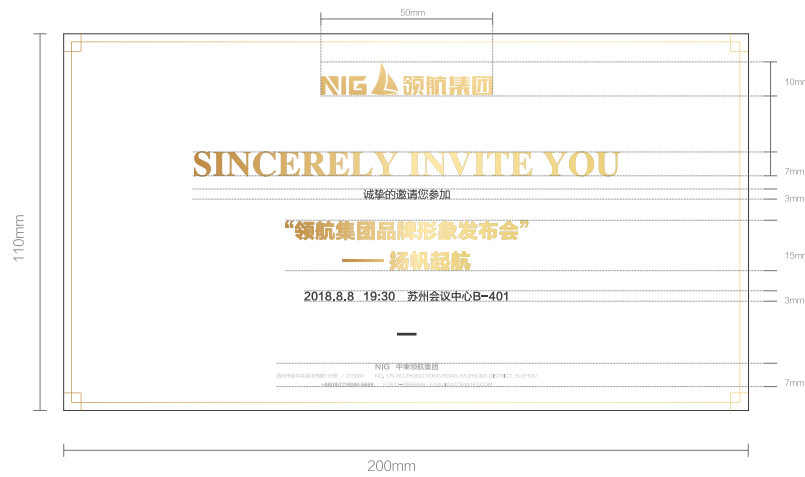 50mm
NIG 领航集团
10mm
SINCERELY INVITE YOU
7mm
诚挚的邀请您参加
3mm
110mm
“领航集团品牌形象发布会”
—— 扬帆起航
15mm
2018.8.8 19:30 苏州会议中心B-401
3mm
NIG 中東领航集团
7mm
200mm